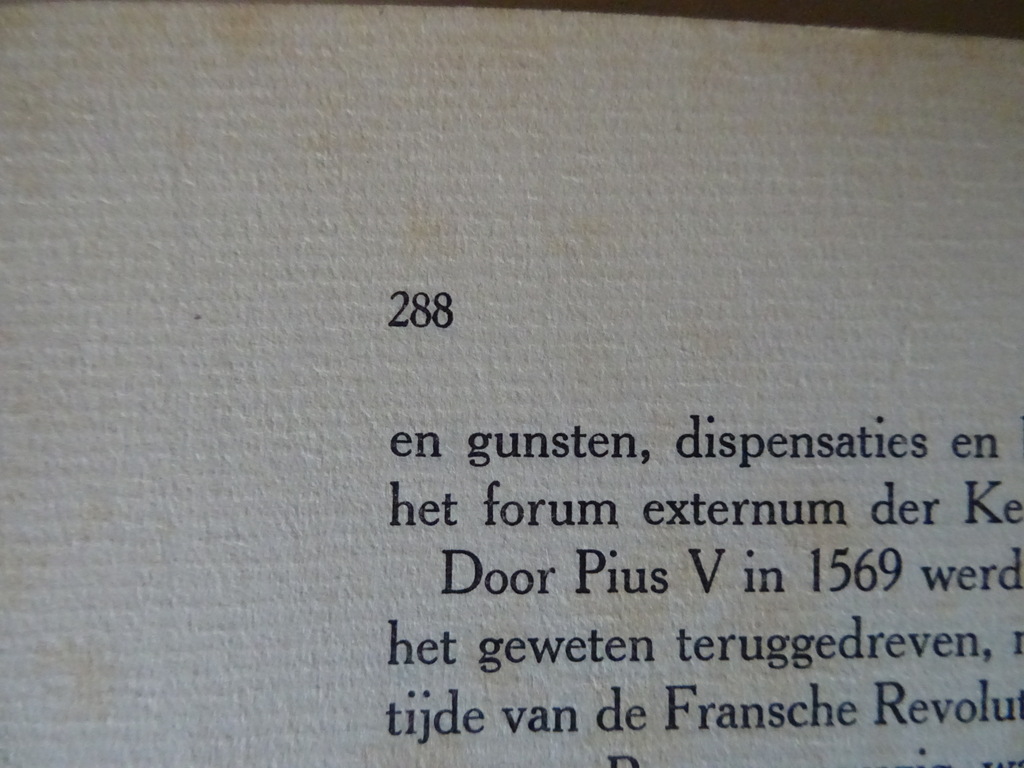 288
en gunsten, dispensaties en
het forum externum der Ke
Door Pius V in 1569 werd
het geweten teruggedreven,
tijde van de Fransche Revolut